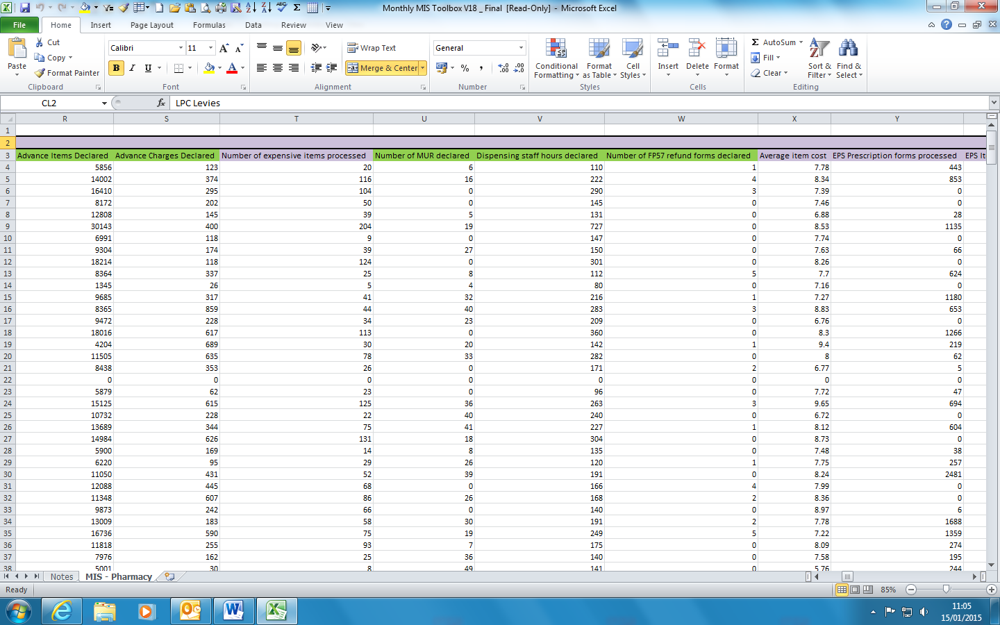 Monthly MIS Toolbox V18 _ Final [Read-Only] - Microsoft Excel
File Home Insert Page Layout Formulas Data Review View
Paste Cut Copy Format Painter Clipboard
Calibri 11 B I U Font
Wrap Text Merge & Center Alignment
General % , Number
Conditional Formatting Format as Table Cell Styles Styles
Insert Delete Format Cells
Σ AutoSum Fill Clear Sort & Filter Find & Select Editing
CL2 fx LPC Levies
R S T U V W X Y
1
2
3 Advance Items Declared Advance Charges Declared Number of expensive items processed Number of MUR declared Dispensing staff hours declared Number of FP57 refund forms declared Average item cost EPS Prescription forms processed EPS It
4 5856 123 20 6 110 1 7.78 443
5 14002 374 116 16 222 4 8.34 853
6 16410 295 104 0 290 3 7.39 0
7 8172 202 50 0 145 0 7.46 0
8 12808 145 39 5 131 0 6.88 28
9 30143 400 204 19 727 0 8.53 1135
10 6991 118 9 0 147 0 7.74 0
11 9304 174 39 27 150 0 7.63 66
12 18214 118 124 0 301 0 8.26 0
13 8364 337 25 8 112 5 7.7 624
14 1345 26 5 4 80 0 7.16 0
15 9685 317 41 32 216 1 7.27 1180
16 8365 859 44 40 283 3 8.83 653
17 9472 228 34 23 209 0 6.76 0
18 18016 617 113 0 360 0 8.3 1266
19 4204 689 30 20 142 1 9.4 219
20 11505 635 78 33 282 0 8 62
21 8438 353 26 0 171 2 6.77 5
22 0 0 0 0 0 0 0 0
23 5879 62 23 0 96 0 7.72 47
24 15125 615 125 36 263 3 9.65 694
25 10732 228 22 40 240 0 6.72 0
26 13689 344 75 41 227 1 8.12 604
27 14984 626 131 18 304 0 8.73 0
28 5900 169 14 8 135 0 7.48 38
29 6220 95 29 26 120 1 7.75 257
30 11050 431 52 39 191 0 8.24 2481
31 12088 445 68 0 166 4 7.99 0
32 11348 607 86 26 168 2 8.36 0
33 9873 242 66 0 140 0 8.97 6
34 13009 183 58 30 191 2 7.78 1688
35 16736 590 75 19 249 5 7.22 1359
36 11818 255 93 7 175 0 8.09 274
37 7976 162 25 36 140 0 7.58 195
38 5001 30 8 49 141 0 5.76 244
Notes MIS - Pharmacy
Ready 85%
11:05
15/01/2015